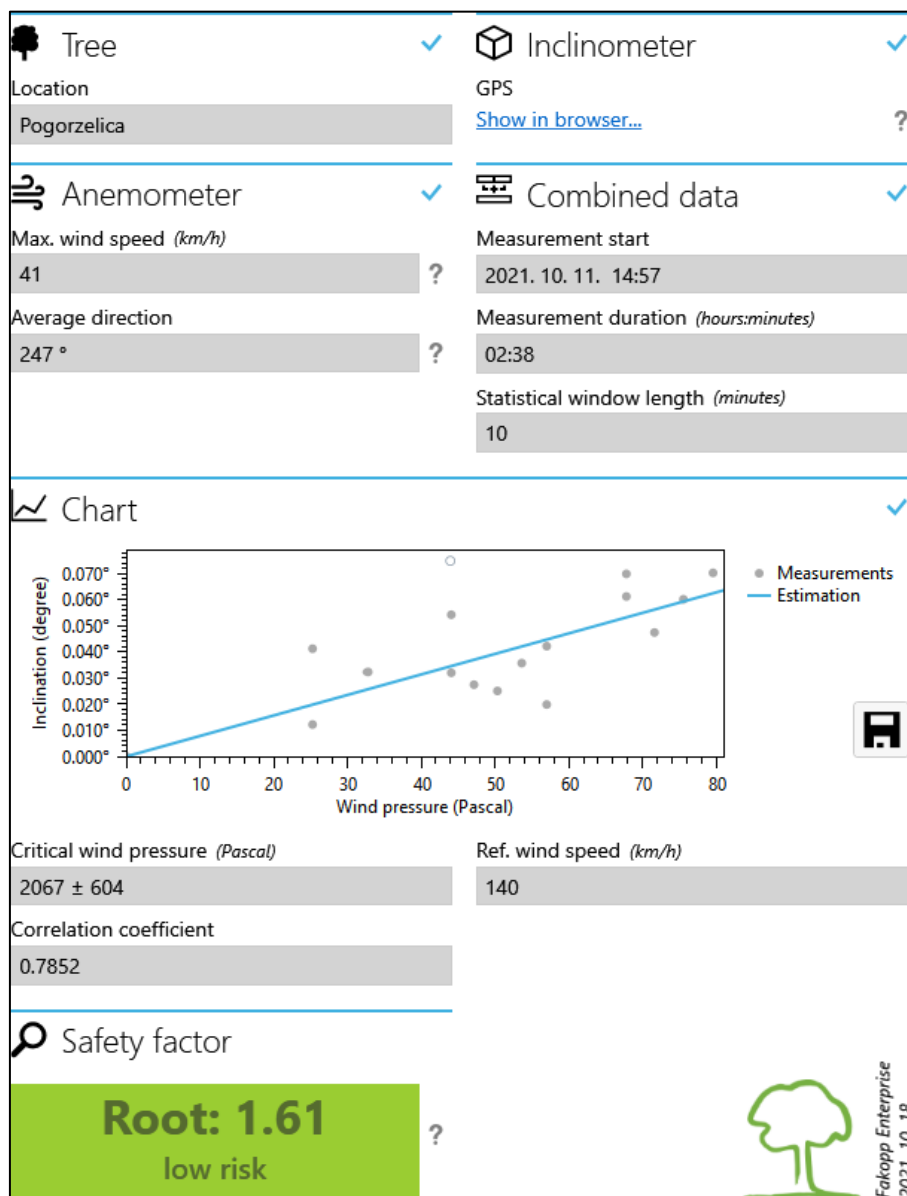 Tree
Location
Pogorzelica
Inclinometer
GPS
Show in browser...
?
Anemometer
Max. wind speed (km/h)
41
?
Average direction
247 °
?
Combined data
Measurement start
2021. 10. 11. 14:57
Measurement duration (hours:minutes)
02:38
Statistical window length (minutes)
10
Chart
Inclination (degree)
0.070°
0.060°
0.050°
0.040°
0.030°
0.020°
0.010°
0.000°
0 10 20 30 40 50 60 70 80
Wind pressure (Pascal)
Measurements
Estimation
Critical wind pressure (Pascal)
2067 ± 604
Ref. wind speed (km/h)
140
Correlation coefficient
0.7852
Safety factor
Root: 1.61
low risk
?
Fakopp Enterprise
2021. 10. 18.